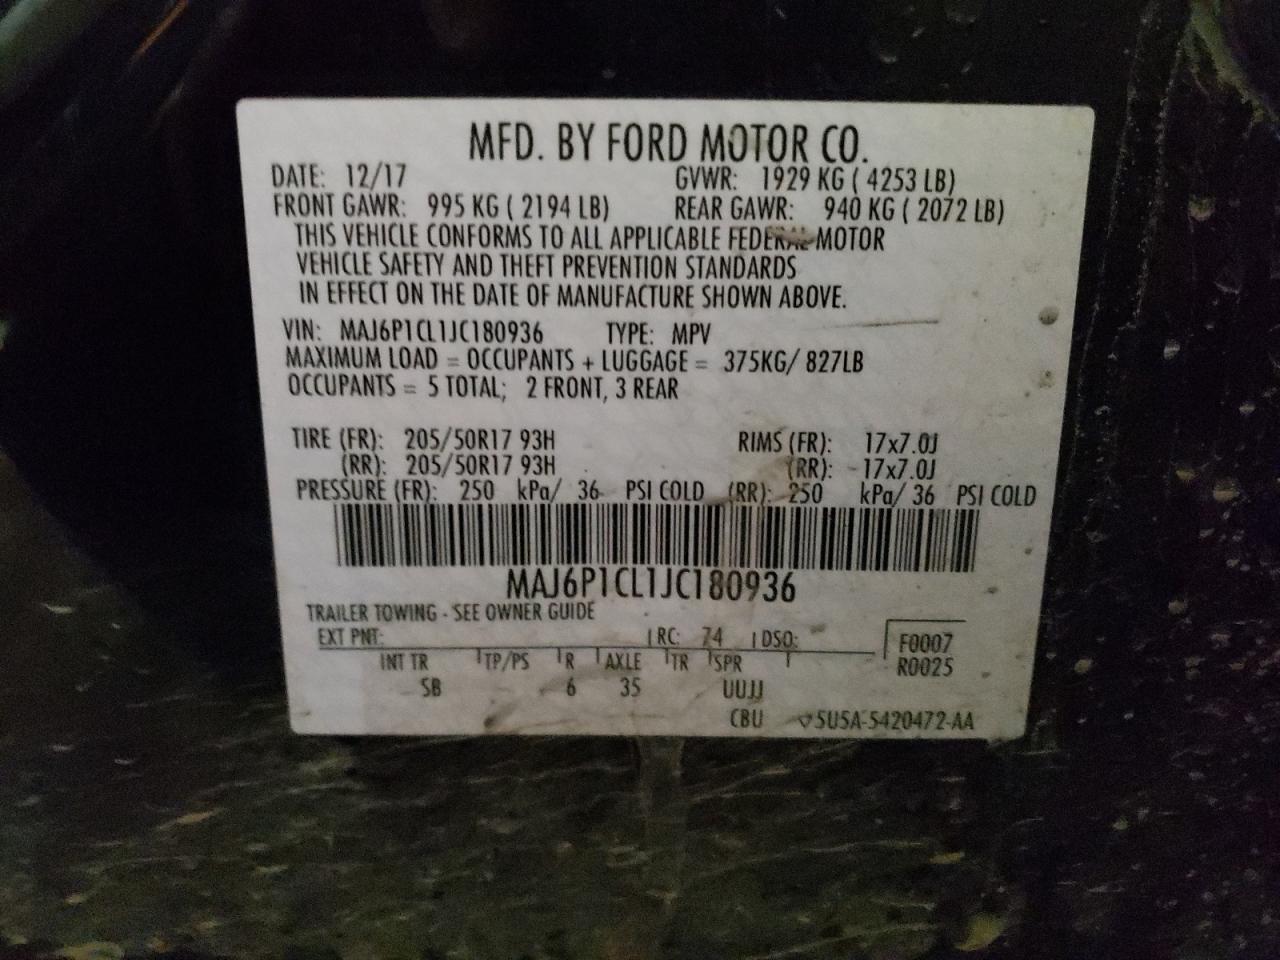 MFD. BY FORD MOTOR CO.
DATE: 12/17 GVWR: 1929 KG ( 4253 LB)
FRONT GAWR: 995 KG ( 2194 LB) REAR GAWR: 940 KG ( 2072 LB)
THIS VEHICLE CONFORMS TO ALL APPLICABLE FEDERAL MOTOR
VEHICLE SAFETY AND THEFT PREVENTION STANDARDS
IN EFFECT ON THE DATE OF MANUFACTURE SHOWN ABOVE.
VIN: MAJ6P1CL1JC180936 TYPE: MPV
MAXIMUM LOAD = OCCUPANTS + LUGGAGE = 375KG/ 827LB
OCCUPANTS = 5 TOTAL; 2 FRONT, 3 REAR
TIRE (FR): 205/50R17 93H RIMS (FR): 17x7.0J
(RR): 205/50R17 93H (RR): 17x7.0J
PRESSURE (FR): 250 kPa/ 36 PSI COLD (RR): 250 kPa/ 36 PSI COLD
MAJ6P1CL1JC180936
TRAILER TOWING - SEE OWNER GUIDE
EXT PNT: RC: 74 DSO: F0007
INT TR TP/PS R AXLE TR SPR R0025
SB 6 35 UUJJ
CBU 5U5A-5420472-AA